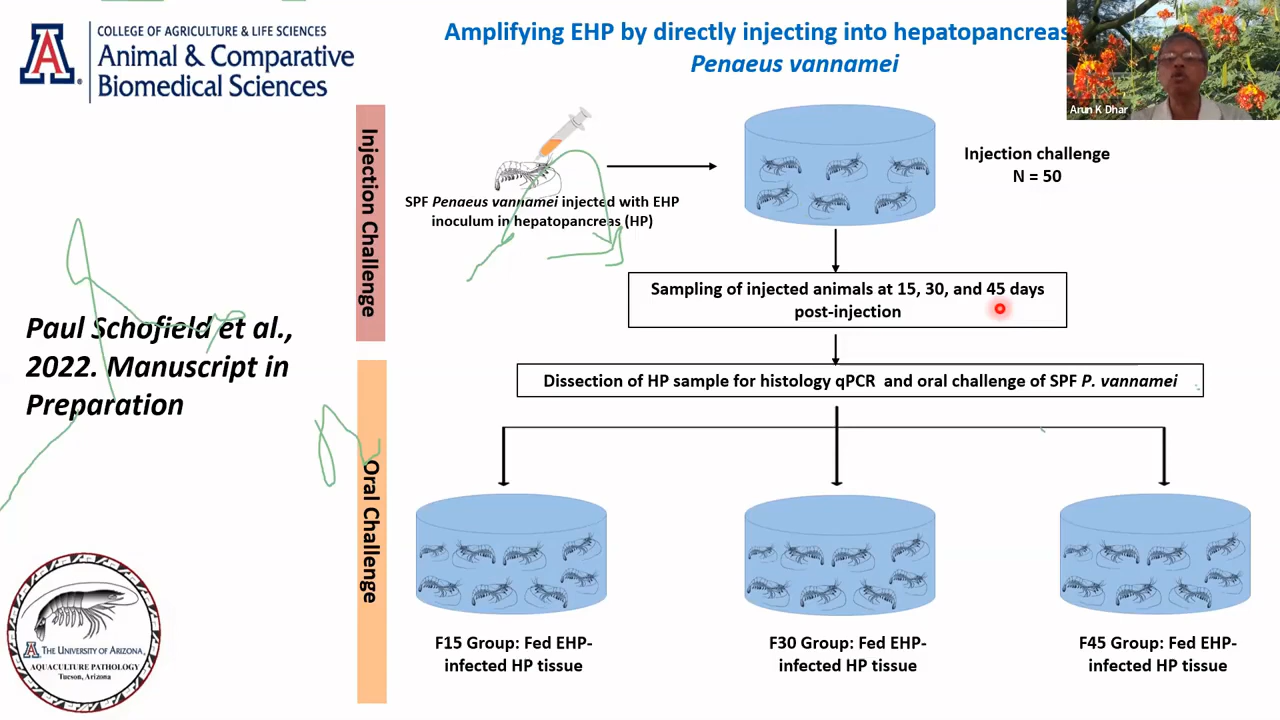 COLLEGE OF AGRICULTURE & LIFE SCIENCES
Animal & Comparative
Biomedical Sciences
Amplifying EHP by directly injecting into hepatopancreas
Penaeus vannamei
Arun K Dhar
Injection Challenge
SPF Penaeus vannamei injected with EHP
inoculum in hepatopancreas (HP)
Injection challenge
N = 50
Sampling of injected animals at 15, 30, and 45 days
post-injection
Paul Schofield et al.,
2022. Manuscript in
Preparation
Dissection of HP sample for histology qPCR and oral challenge of SPF P. vannamei
Oral Challenge
F15 Group: Fed EHP-
infected HP tissue
F30 Group: Fed EHP-
infected HP tissue
F45 Group: Fed EHP-
infected HP tissue
A THE UNIVERSITY OF ARIZONA.
AQUACULTURE PATHOLOGY
Tucson, Arizona